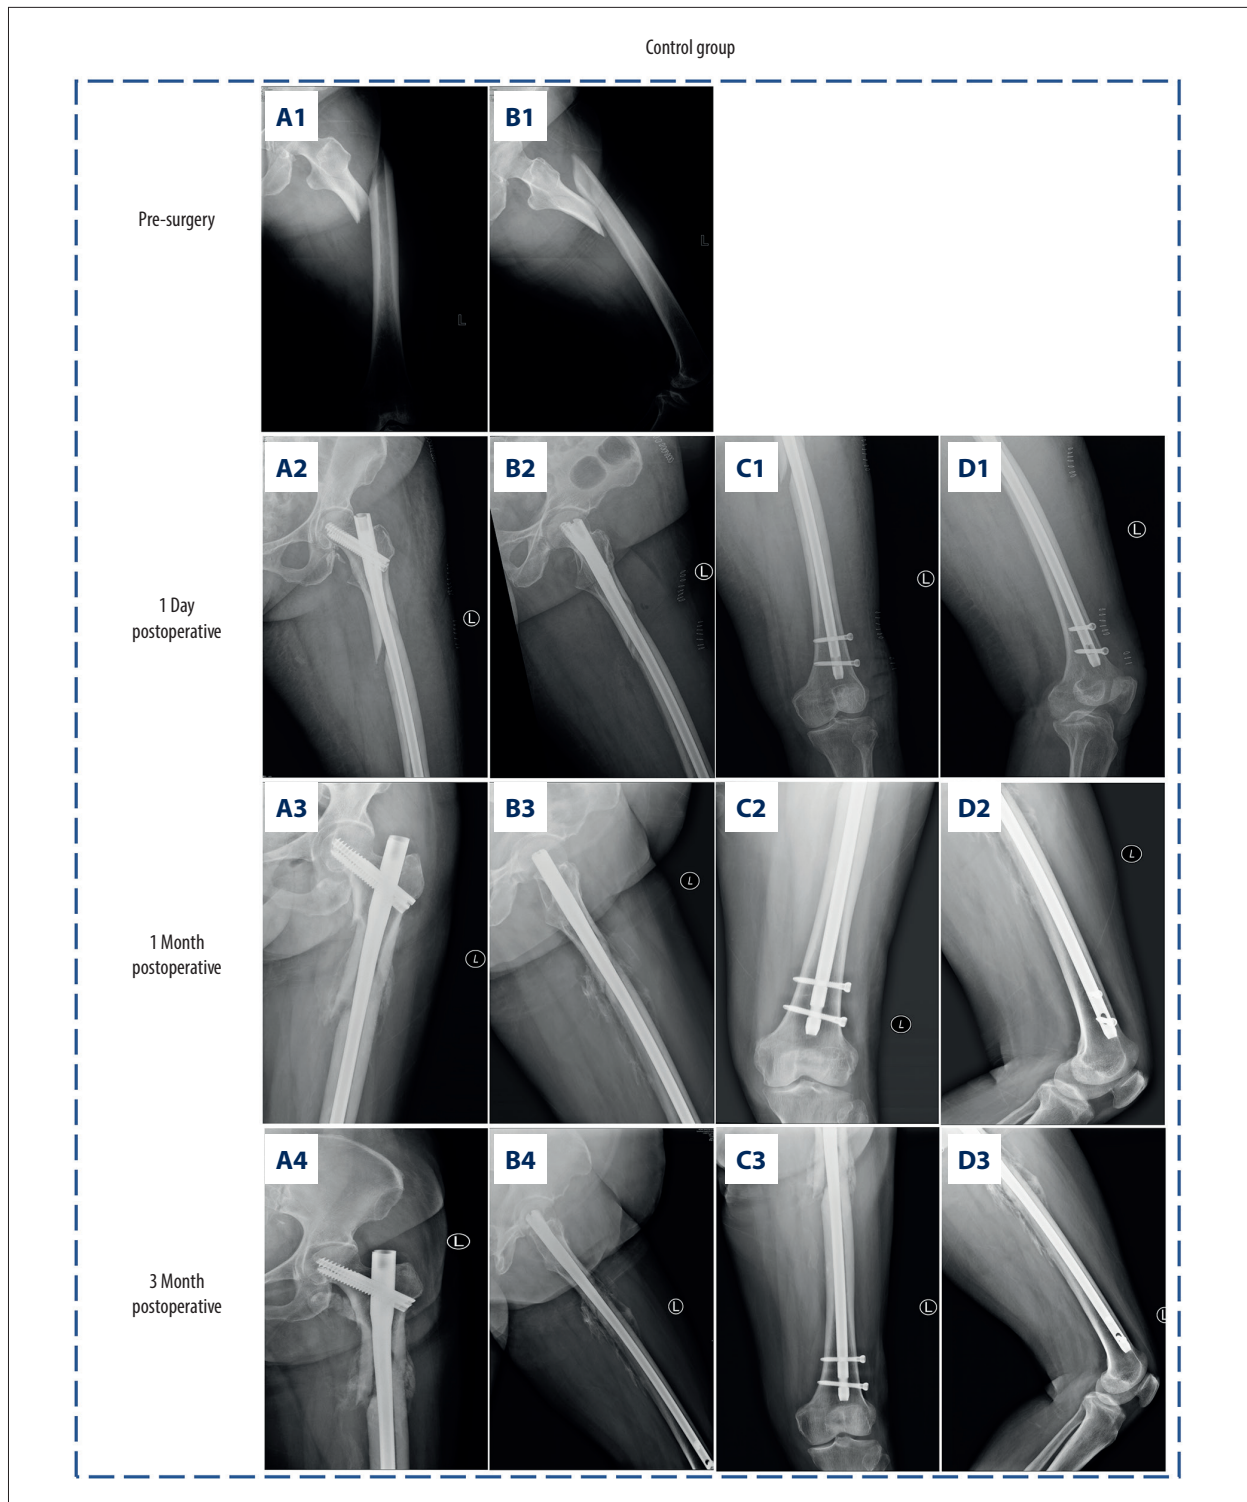 Control group
A1
B1
Pre-surgery
L
L
A2
B2
C1
D1
L
L
L
L
1 Day
postoperative
A3
B3
C2
D2
L
L
L
L
1 Month
postoperative
A4
B4
C3
D3
L
L
L
L
3 Month
postoperative